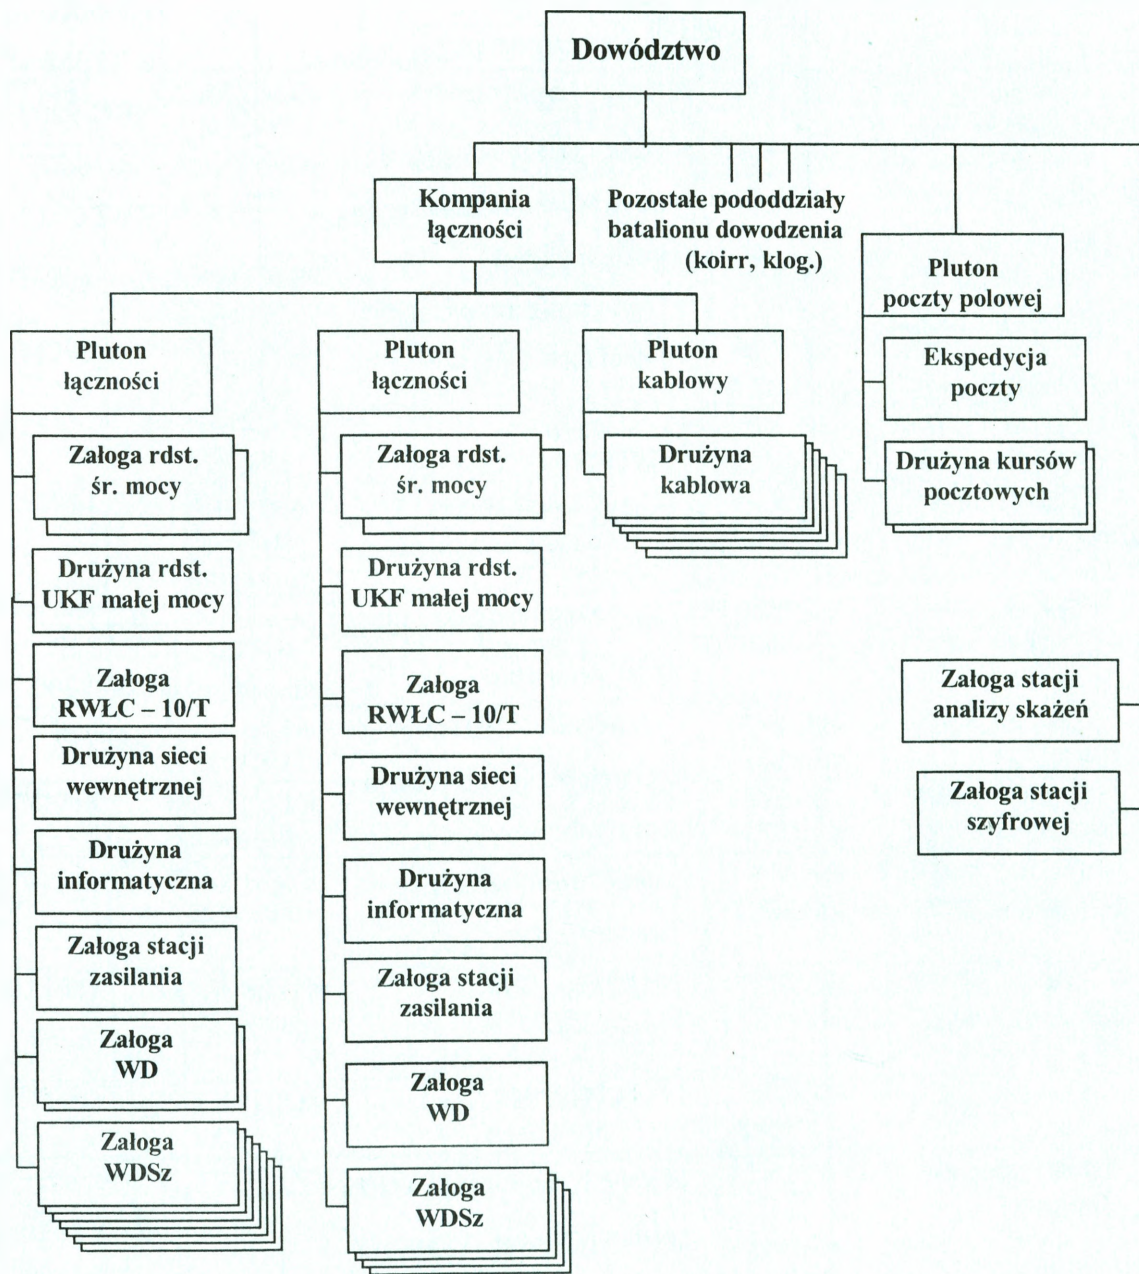 Dowództwo
Kompania
łączności
Pozostałe pododdziały
batalionu dowodzenia
(koirr, klog.)
Pluton
poczty polowej
Ekspedycja
poczty
Drużyna kursów
pocztowych
Pluton
łączności
Załoga rdst.
śr. mocy
Drużyna rdst.
UKF małej mocy
Załoga
RWŁC – 10/T
Drużyna sieci
wewnętrznej
Drużyna
informatyczna
Załoga stacji
zasilania
Załoga
WD
Załoga
WDSz
Pluton
łączności
Załoga rdst.
śr. mocy
Drużyna rdst.
UKF małej mocy
Załoga
RWŁC – 10/T
Drużyna sieci
wewnętrznej
Drużyna
informatyczna
Załoga stacji
zasilania
Załoga
WD
Załoga
WDSz
Pluton
kablowy
Drużyna
kablowa
Załoga stacji
analizy skażeń
Załoga stacji
szyfrowej